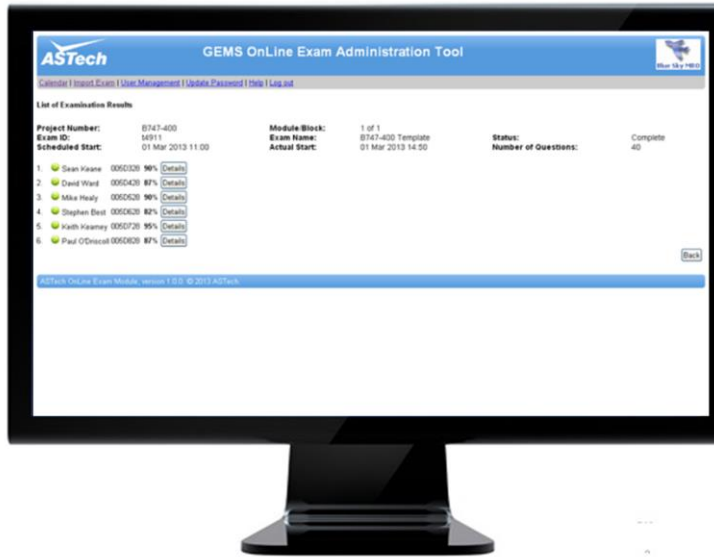 ASTech
GEMS OnLine Exam Administration Tool
Blue Sky MRO
Calendar | Import Exam | User Management | Update Password | Help | Log out
List of Examination Results
Project Number: B747-400 Module/Block: 1 of 1
Exam ID: t4911 Exam Name: B747-400 Template Status: Complete
Scheduled Start: 01 Mar 2013 11:00 Actual Start: 01 Mar 2013 14:50 Number of Questions: 40
1. Sean Keane 005D328 90% Details
2. David Ward 005D428 87% Details
3. Mike Healy 005D528 90% Details
4. Stephen Best 005D628 82% Details
5. Keith Kearney 005D728 95% Details
6. Paul O'Driscoll 005D828 87% Details
Back
ASTech OnLine Exam Module, version 1.0.0. © 2013 ASTech.